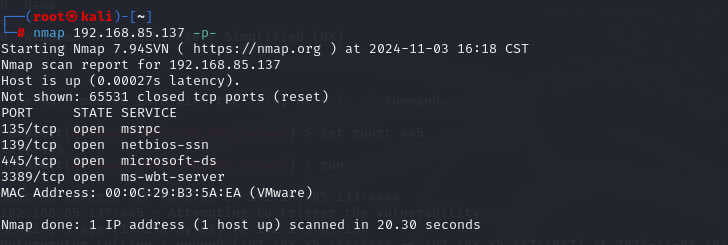 ┌──(root㉿kali)-[~]
└─# nmap 192.168.85.137 -p-
Starting Nmap 7.94SVN ( https://nmap.org ) at 2024-11-03 16:18 CST
Nmap scan report for 192.168.85.137
Host is up (0.00027s latency).
Not shown: 65531 closed tcp ports (reset)
PORT     STATE SERVICE
135/tcp  open  msrpc
139/tcp  open  netbios-ssn
445/tcp  open  microsoft-ds
> set rport 445
3389/tcp open  ms-wbt-server
> run
MAC Address: 00:0C:29:B3:5A:EA (VMware)
Nmap done: 1 IP address (1 host up) scanned in 20.30 seconds